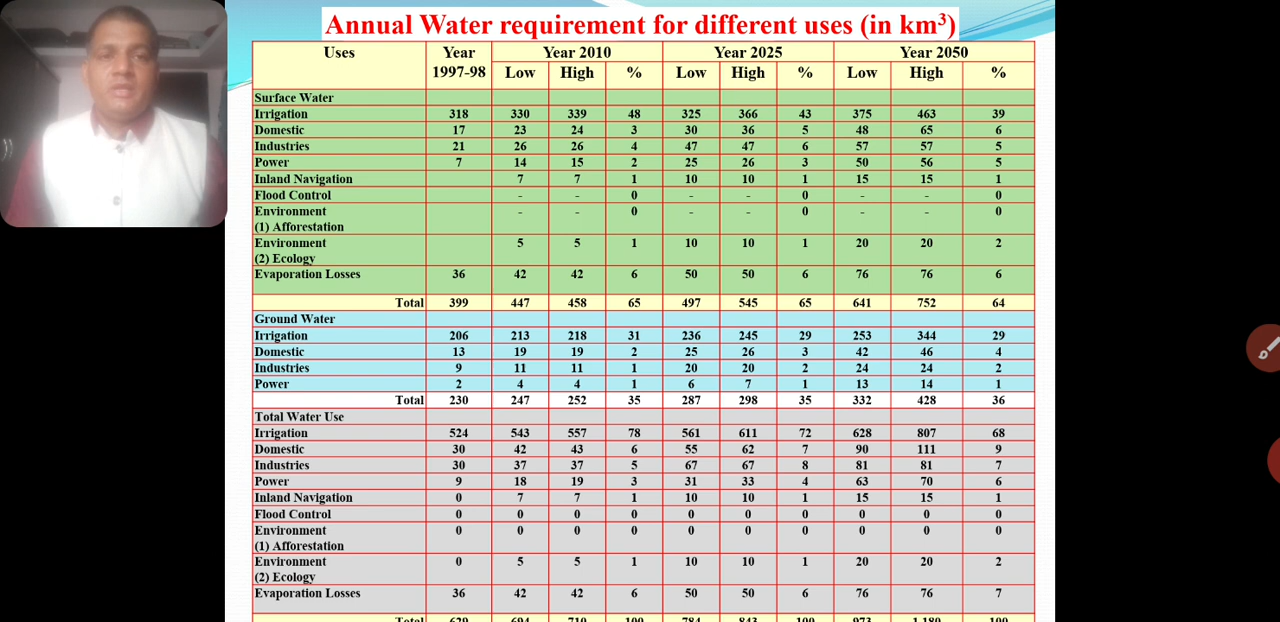 Annual Water requirement for different uses (in km³)
Uses Year 1997-98 Year 2010 Year 2025 Year 2050
Low High % Low High % Low High %
Surface Water
Irrigation 318 330 339 48 325 366 43 375 463 39
Domestic 17 23 24 3 30 36 5 48 65 6
Industries 21 26 26 4 47 47 6 57 57 5
Power 7 14 15 2 25 26 3 50 56 5
Inland Navigation 7 7 1 10 10 1 15 15 1
Flood Control - - 0 - - 0 - - 0
Environment - - 0 - - 0 - - 0
(1) Afforestation
Environment 5 5 1 10 10 1 20 20 2
(2) Ecology
Evaporation Losses 36 42 42 6 50 50 6 76 76 6
Total 399 447 458 65 497 545 65 641 752 64
Ground Water
Irrigation 206 213 218 31 236 245 29 253 344 29
Domestic 13 19 19 2 25 26 3 42 46 4
Industries 9 11 11 1 20 20 2 24 24 2
Power 2 4 4 1 6 7 1 13 14 1
Total 230 247 252 35 287 298 35 332 428 36
Total Water Use
Irrigation 524 543 557 78 561 611 72 628 807 68
Domestic 30 42 43 6 55 62 7 90 111 9
Industries 30 37 37 5 67 67 8 81 81 7
Power 9 18 19 3 31 33 4 63 70 6
Inland Navigation 0 7 7 1 10 10 1 15 15 1
Flood Control 0 0 0 0 0 0 0 0 0 0
Environment 0 0 0 0 0 0 0 0 0 0
(1) Afforestation
Environment 0 5 5 1 10 10 1 20 20 2
(2) Ecology
Evaporation Losses 36 42 42 6 50 50 6 76 76 7
Total 629 694 710 100 784 843 100 973 1,180 100